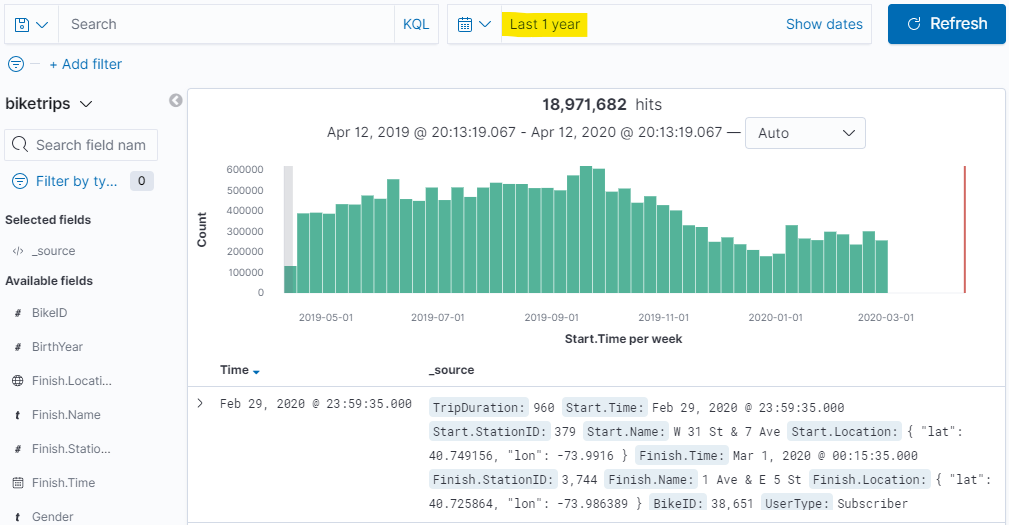 Search KQL Last 1 year Show dates Refresh
+ Add filter
biketrips
Search field nam
Filter by ty... 0
Selected fields
</> _source
Available fields
# BikeID
# BirthYear
Finish.Locati...
t Finish.Name
# Finish.Statio...
Finish.Time
t Gender
18,971,682 hits
Apr 12, 2019 @ 20:13:19.067 - Apr 12, 2020 @ 20:13:19.067 — Auto
Count
600000
500000
400000
300000
200000
100000
0
2019-05-01 2019-07-01 2019-09-01 2019-11-01 2020-01-01 2020-03-01
Start.Time per week
Time _source
Feb 29, 2020 @ 23:59:35.000 TripDuration: 960 Start.Time: Feb 29, 2020 @ 23:59:35.000
Start.StationID: 379 Start.Name: W 31 St & 7 Ave Start.Location: { "lat":
40.749156, "lon": -73.9916 } Finish.Time: Mar 1, 2020 @ 00:15:35.000
Finish.StationID: 3,744 Finish.Name: 1 Ave & E 5 St Finish.Location: { "lat":
40.725864, "lon": -73.986389 } BikeID: 38,651 UserType: Subscriber